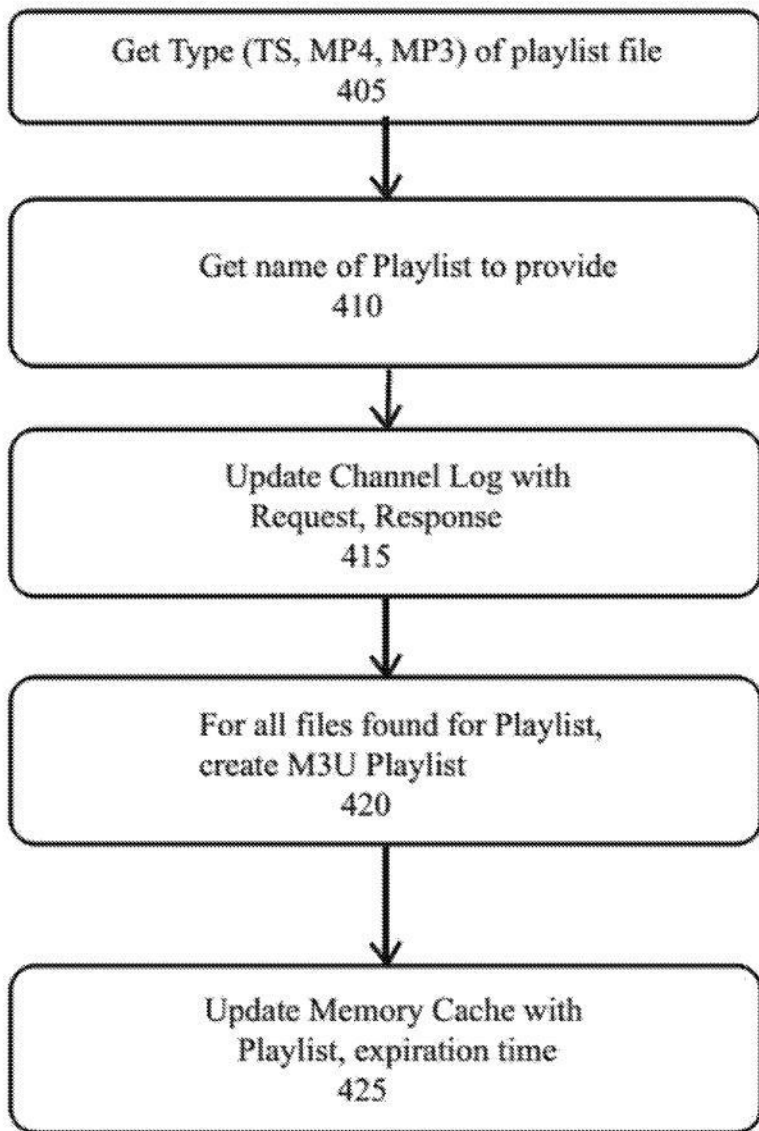 Get Type (TS, MP4, MP3) of playlist file
405
Get name of Playlist to provide
410
Update Channel Log with
Request, Response
415
For all files found for Playlist,
create M3U Playlist
420
Update Memory Cache with
Playlist, expiration time
425